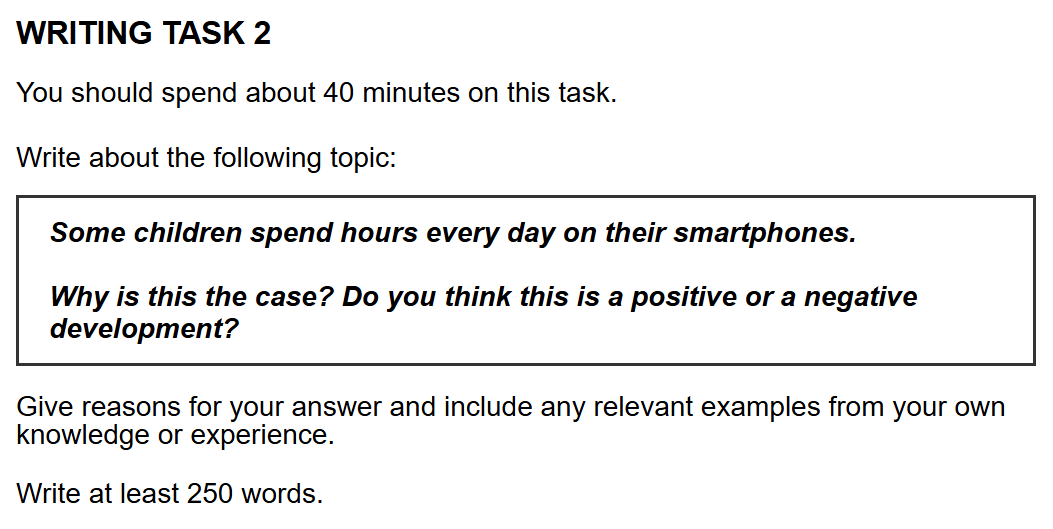 WRITING TASK 2
You should spend about 40 minutes on this task.
Write about the following topic:
Some children spend hours every day on their smartphones.
Why is this the case? Do you think this is a positive or a negative
development?
Give reasons for your answer and include any relevant examples from your own
knowledge or experience.
Write at least 250 words.